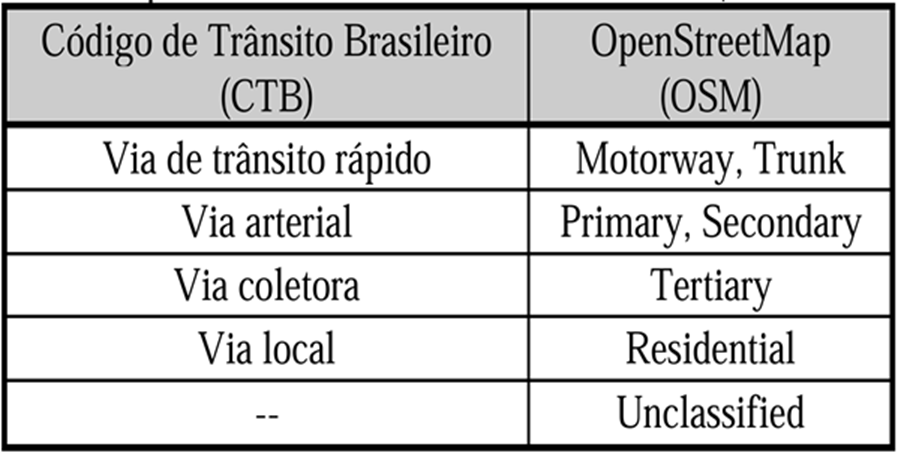 Código de Trânsito Brasileiro OpenStreetMap
(CTB) (OSM)
Via de trânsito rápido Motorway, Trunk
Via arterial Primary, Secondary
Via coletora Tertiary
Via local Residential
-- Unclassified